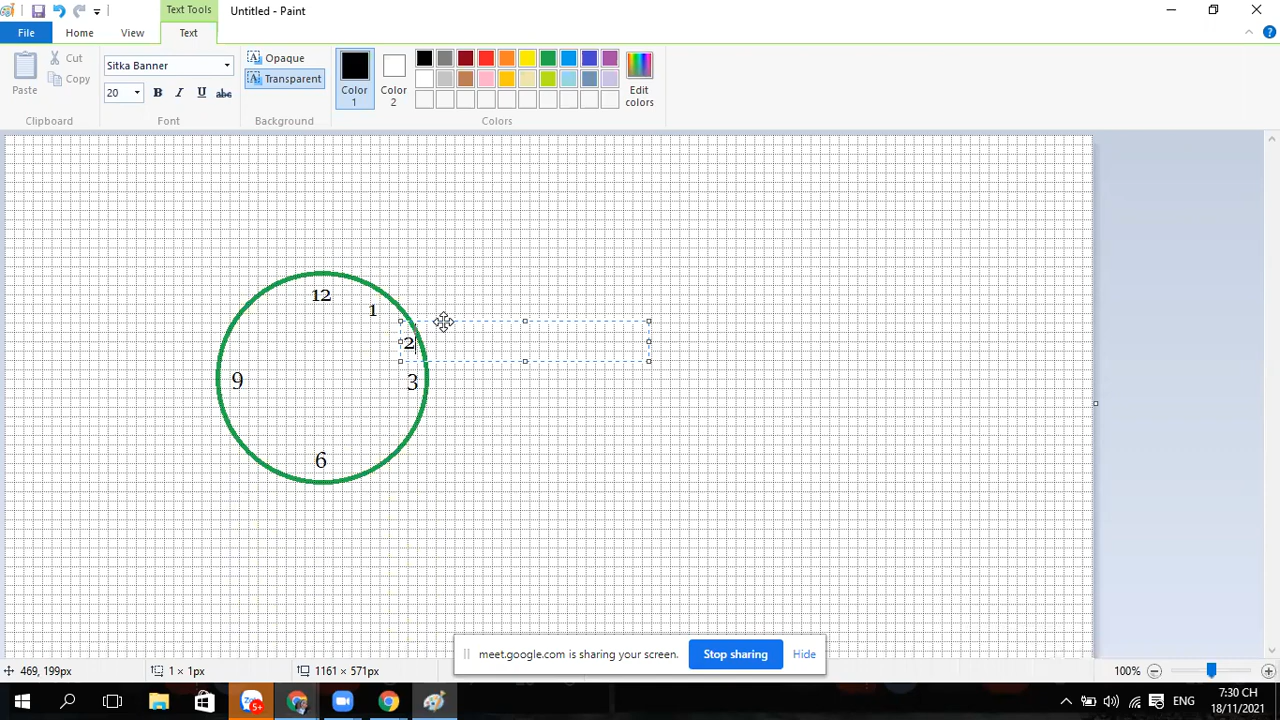 Text Tools
Untitled - Paint
File
Home
View
Text
Paste
Cut
Copy
Clipboard
Sitka Banner
20
B
I
U
abc
Font
Opaque
Transparent
Background
Color
1
Color
2
Edit
colors
Colors
12
1
2
9
3
6
meet.google.com is sharing your screen.
Stop sharing
Hide
469, 199px
1 × 1px
1161 × 571px
100%
5+
ENG
7:30 CH
18/11/2021